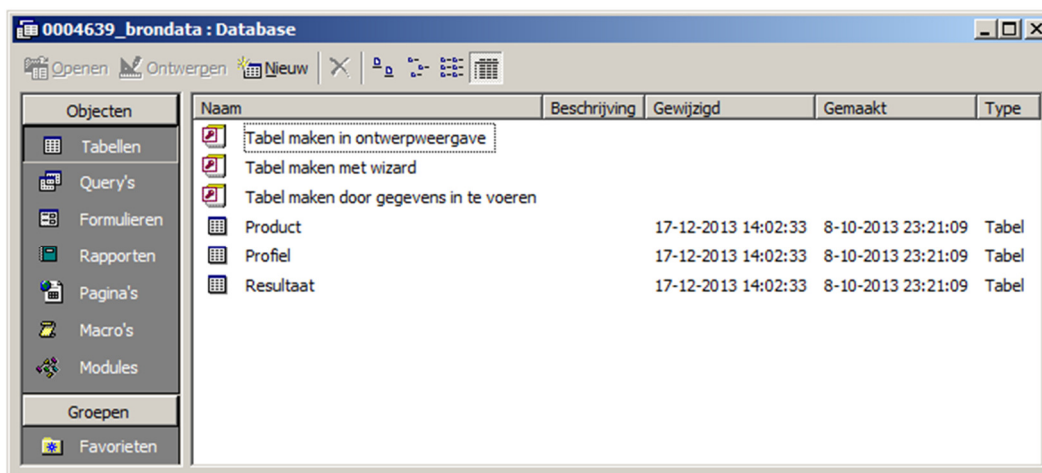 0004639_brondata : Database
Openen Ontwerpen Nieuw
Objecten
Tabellen
Query's
Formulieren
Rapporten
Pagina's
Macro's
Modules
Groepen
Favorieten
Naam Beschrijving Gewijzigd Gemaakt Type
Tabel maken in ontwerpweergave
Tabel maken met wizard
Tabel maken door gegevens in te voeren
Product 17-12-2013 14:02:33 8-10-2013 23:21:09 Tabel
Profiel 17-12-2013 14:02:33 8-10-2013 23:21:09 Tabel
Resultaat 17-12-2013 14:02:33 8-10-2013 23:21:09 Tabel